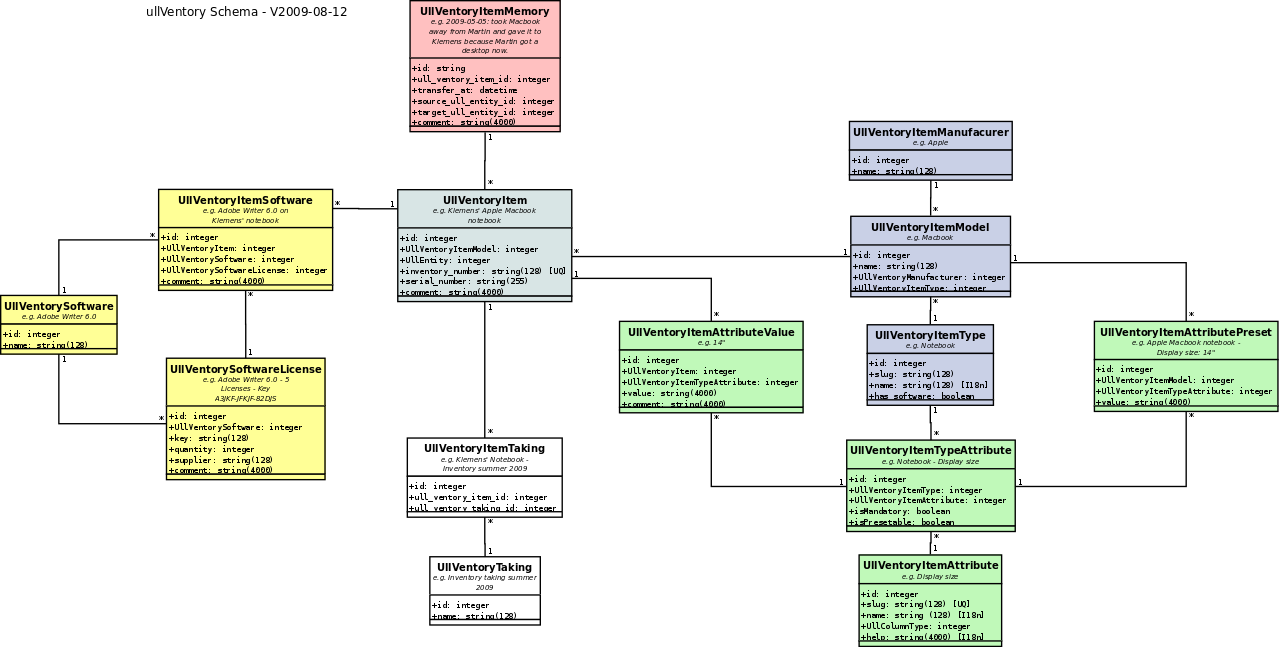 ullVentory Schema - V2009-08-12
UllVentoryItemMemory
e.g. 2009-05-05: took Macbook
away from Martin and gave it to
Klemens because Martin got a
desktop now.
+id: string
+ull_ventory_item_id: integer
+transfer_at: datetime
+source_ull_entity_id: integer
+target_ull_entity_id: integer
+comment: string(4000)
1
*
UllVentoryItemManufacurer
e.g. Apple
+id: integer
+name: string(128)
1
*
UllVentoryItemSoftware
e.g. Adobe Writer 6.0 on
Klemens' notebook
+id: integer
+UllVentoryItem: integer
+UllVentorySoftware: integer
+UllVentorySoftwareLicense: integer
+comment: string(4000)
*
1
*
1
*
1
UllVentoryItem
e.g. Klemens' Apple Macbook
notebook
+id: integer
+UllVentoryItemModel: integer
+UllEntity: integer
+inventory_number: string(128) [UQ]
+serial_number: string(255)
+comment: string(4000)
*
1
1
*
1
*
UllVentoryItemModel
e.g. Macbook
+id: integer
+name: string(128)
+UllVentoryManufacturer: integer
+UllVentoryItemType: integer
1
*
*
1
UllVentorySoftware
e.g. Adobe Writer 6.0
+id: integer
+name: string(128)
1
*
UllVentoryItemAttributeValue
e.g. 14"
+id: integer
+UllVentoryItem: integer
+UllVentoryItemTypeAttribute: integer
+value: string(4000)
+comment: string(4000)
*
1
UllVentoryItemType
e.g. Notebook
+id: integer
+slug: string(128)
+name: string(128) [I18n]
+has_software: boolean
1
*
UllVentoryItemAttributePreset
e.g. Apple Macbook notebook -
Display size: 14"
+id: integer
+UllVentoryItemModel: integer
+UllVentoryItemTypeAttribute: integer
+value: string(4000)
*
1
UllVentorySoftwareLicense
e.g. Adobe Writer 6.0 - 5
Licenses - Key
A3JKF-JFKJF-82DJS
+id: integer
+UllVentorySoftware: integer
+key: string(128)
+quantity: integer
+supplier: string(128)
+comment: string(4000)
UllVentoryItemTaking
e.g. Klemens' Notebook -
Inventory summer 2009
+id: integer
+ull_ventory_item_id: integer
+ull_ventory_taking_id: integer
*
1
UllVentoryItemTypeAttribute
e.g. Notebook - Display size
+id: integer
+UllVentoryItemType: integer
+UllVentoryItemAttribute: integer
+isMandatory: boolean
+isPresetable: boolean
*
1
UllVentoryTaking
e.g. Inventory taking summer
2009
+id: integer
+name: string(128)
UllVentoryItemAttribute
e.g. Display size
+id: integer
+slug: string(128) [UQ]
+name: string (128) [I18n]
+UllColumnType: integer
+help: string(4000) [I18n]